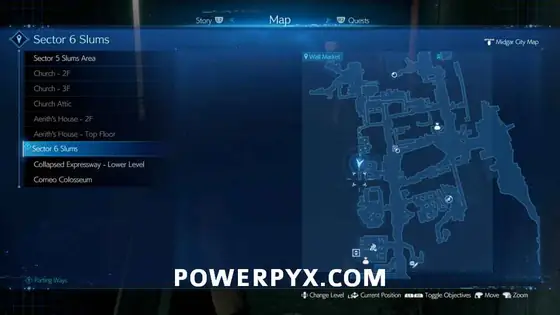 Story
Map
Quests
Sector 6 Slums
Midgar City Map
Sector 5 Slums Area
Church - 2F
Church - 3F
Church Attic
Aerith's House - 2F
Aerith's House - Top Floor
Sector 6 Slums
Collapsed Expressway - Lower Level
Corneo Colosseum
Wall Market
Parting Ways
POWERPYX.COM
Change Level Current Position Toggle Objectives Move Zoom